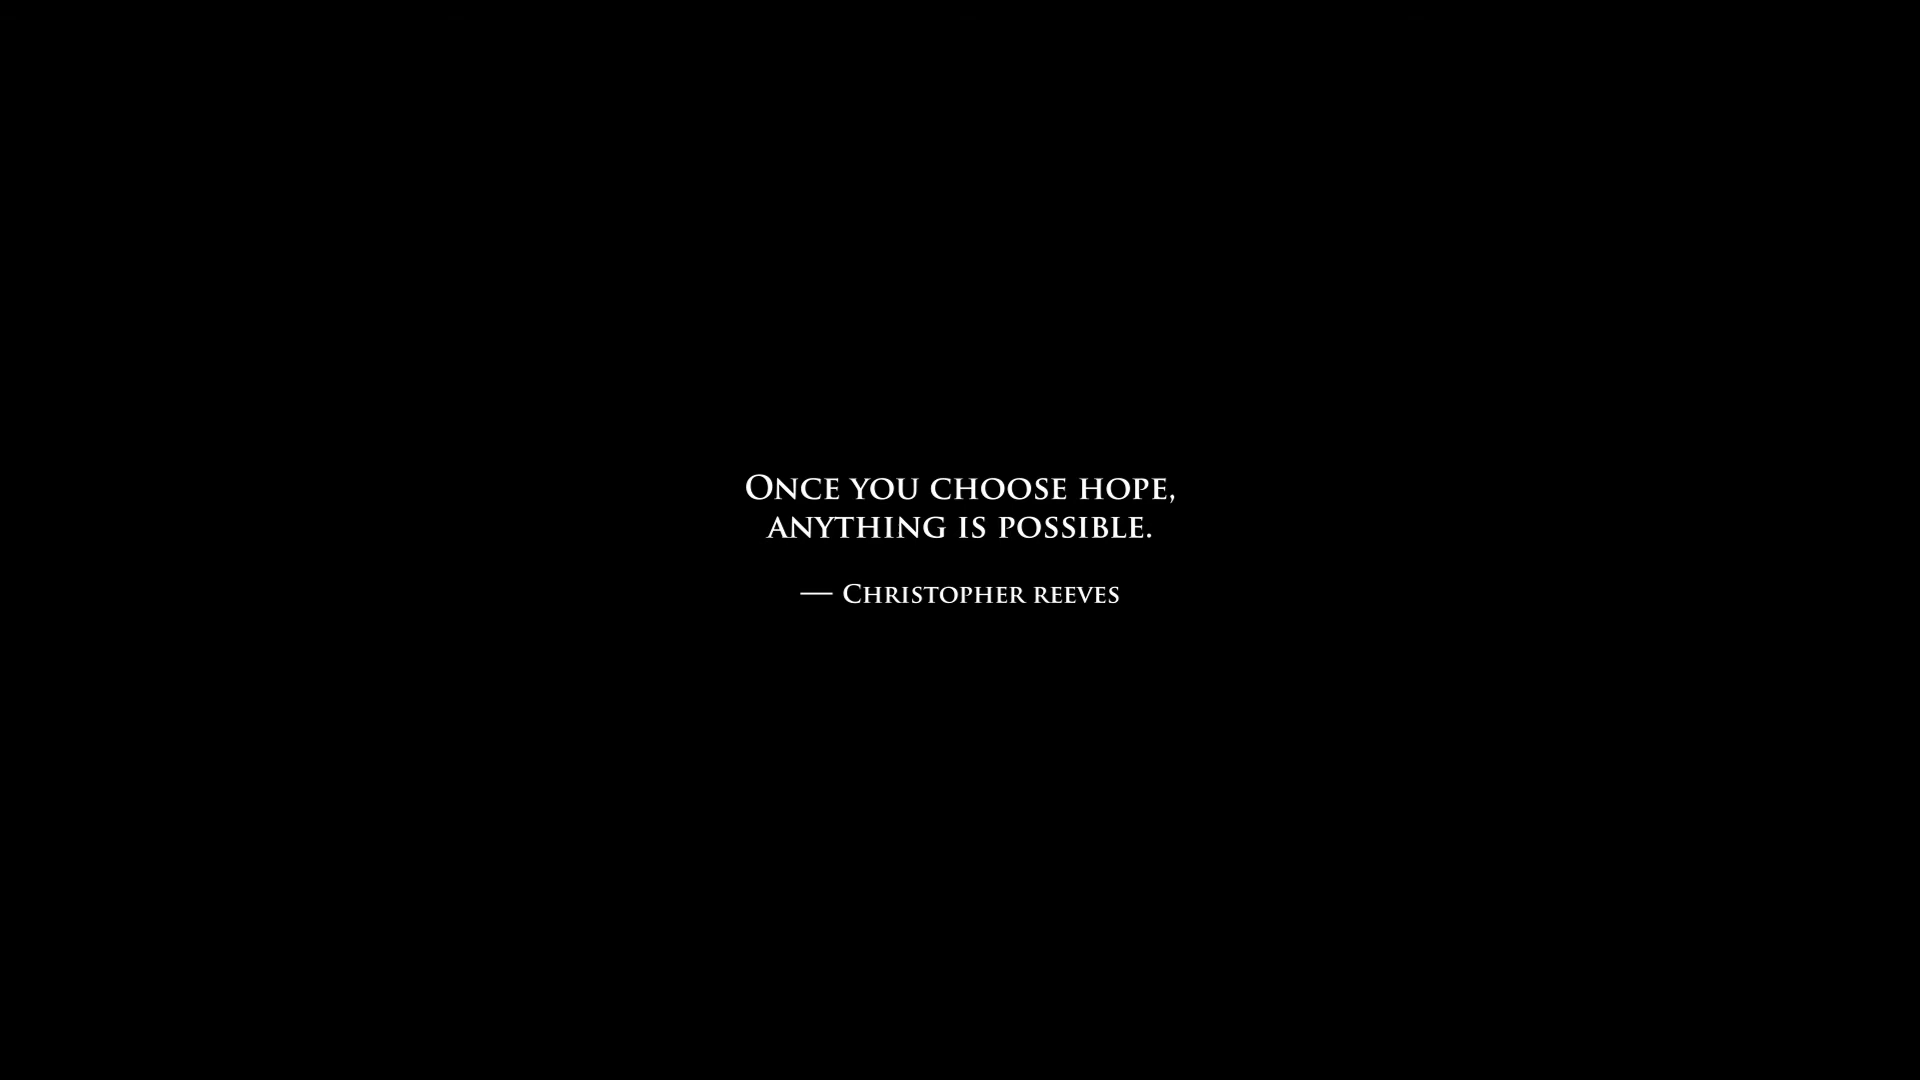 Once you choose hope,
anything is possible.
— Christopher reeves